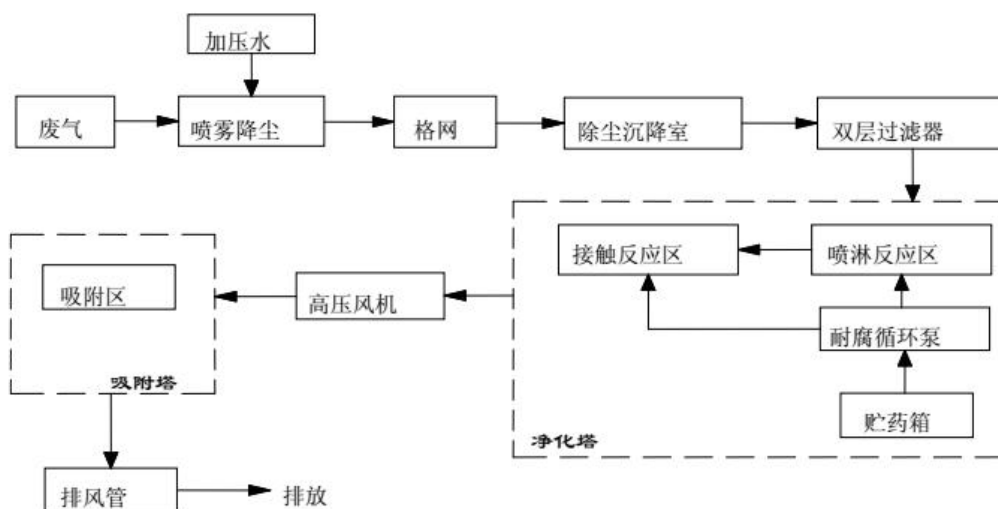 加压水
废气
喷雾降尘
格网
除尘沉降室
双层过滤器
接触反应区
喷淋反应区
吸附区
高压风机
耐腐循环泵
吸附塔
贮药箱
净化塔
排风管
排放